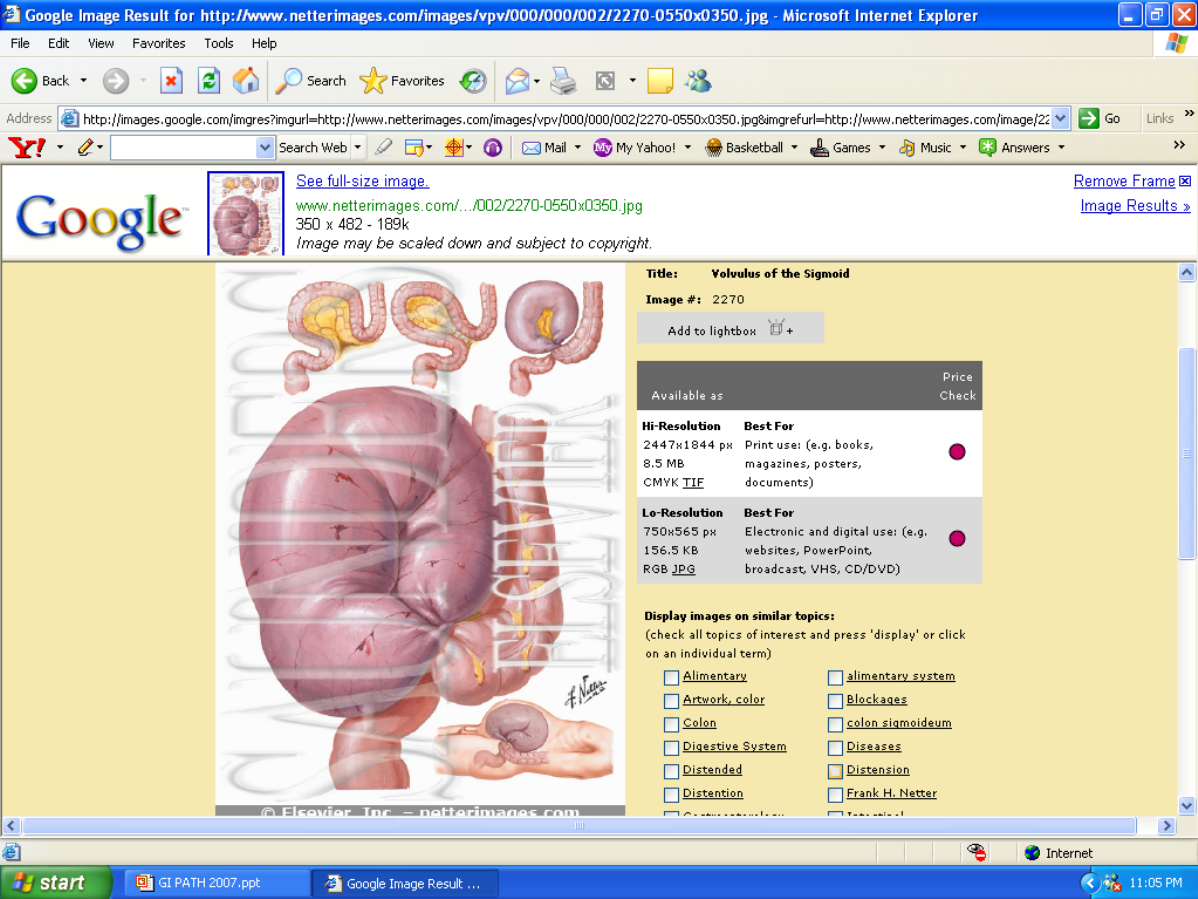 Google Image Result for http://www.netterimages.com/images/vpv/000/000/002/2270-0550x0350.jpg - Microsoft Internet Explorer
File Edit View Favorites Tools Help
Back Search Favorites
Address http://images.google.com/imgres?imgurl=http://www.netterimages.com/images/vpv/000/000/002/2270-0550x0350.jpg&imgrefurl=http://www.netterimages.com/image/22 Go Links »
Y! Search Web Mail My My Yahoo! Basketball Games Music Answers »
Google™
See full-size image.
www.netterimages.com/.../002/2270-0550x0350.jpg
350 x 482 - 189k
Image may be scaled down and subject to copyright.
Remove Frame
Image Results »
Title: Volvulus of the Sigmoid
Image #: 2270
Add to lightbox +
Available as Price Check
Hi-Resolution Best For
2447x1844 px Print use: (e.g. books,
8.5 MB magazines, posters,
CMYK TIF documents)
Lo-Resolution Best For
750x565 px Electronic and digital use: (e.g.
156.5 KB websites, PowerPoint,
RGB JPG broadcast, VHS, CD/DVD)
Display images on similar topics:
(check all topics of interest and press 'display' or click
on an individual term)
Alimentary alimentary system
Artwork, color Blockages
Colon colon sigmoideum
Digestive System Diseases
Distended Distension
Distention Frank H. Netter
F. Netter
© Elsevier, Inc. - netterimages.com
Internet
start GI PATH 2007.ppt Google Image Result ... 11:05 PM